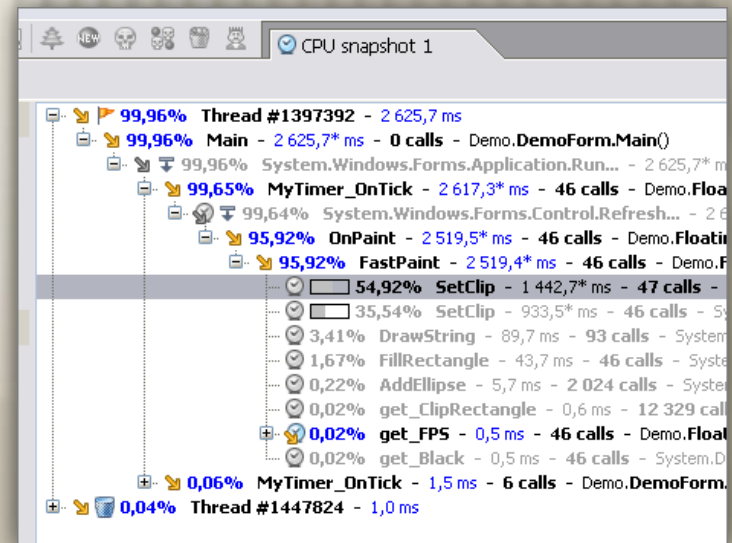 NEW
CPU snapshot 1
99,96% Thread #1397392 - 2 625,7 ms
99,96% Main - 2 625,7* ms - 0 calls - Demo.DemoForm.Main()
99,96% System.Windows.Forms.Application.Run... - 2 625,7* m
99,65% MyTimer_OnTick - 2 617,3* ms - 46 calls - Demo.Floa
99,64% System.Windows.Forms.Control.Refresh... - 2 6
95,92% OnPaint - 2 519,5* ms - 46 calls - Demo.Floatin
95,92% FastPaint - 2 519,4* ms - 46 calls - Demo.F
54,92% SetClip - 1 442,7* ms - 47 calls -
35,54% SetClip - 933,5* ms - 46 calls - Sy
3,41% DrawString - 89,7 ms - 93 calls - System
1,67% FillRectangle - 43,7 ms - 46 calls - Syste
0,22% AddEllipse - 5,7 ms - 2 024 calls - Syste
0,02% get_ClipRectangle - 0,6 ms - 12 329 call
0,02% get_FPS - 0,5 ms - 46 calls - Demo.Float
0,02% get_Black - 0,5 ms - 46 calls - System.D
0,06% MyTimer_OnTick - 1,5 ms - 6 calls - Demo.DemoForm.
0,04% Thread #1447824 - 1,0 ms